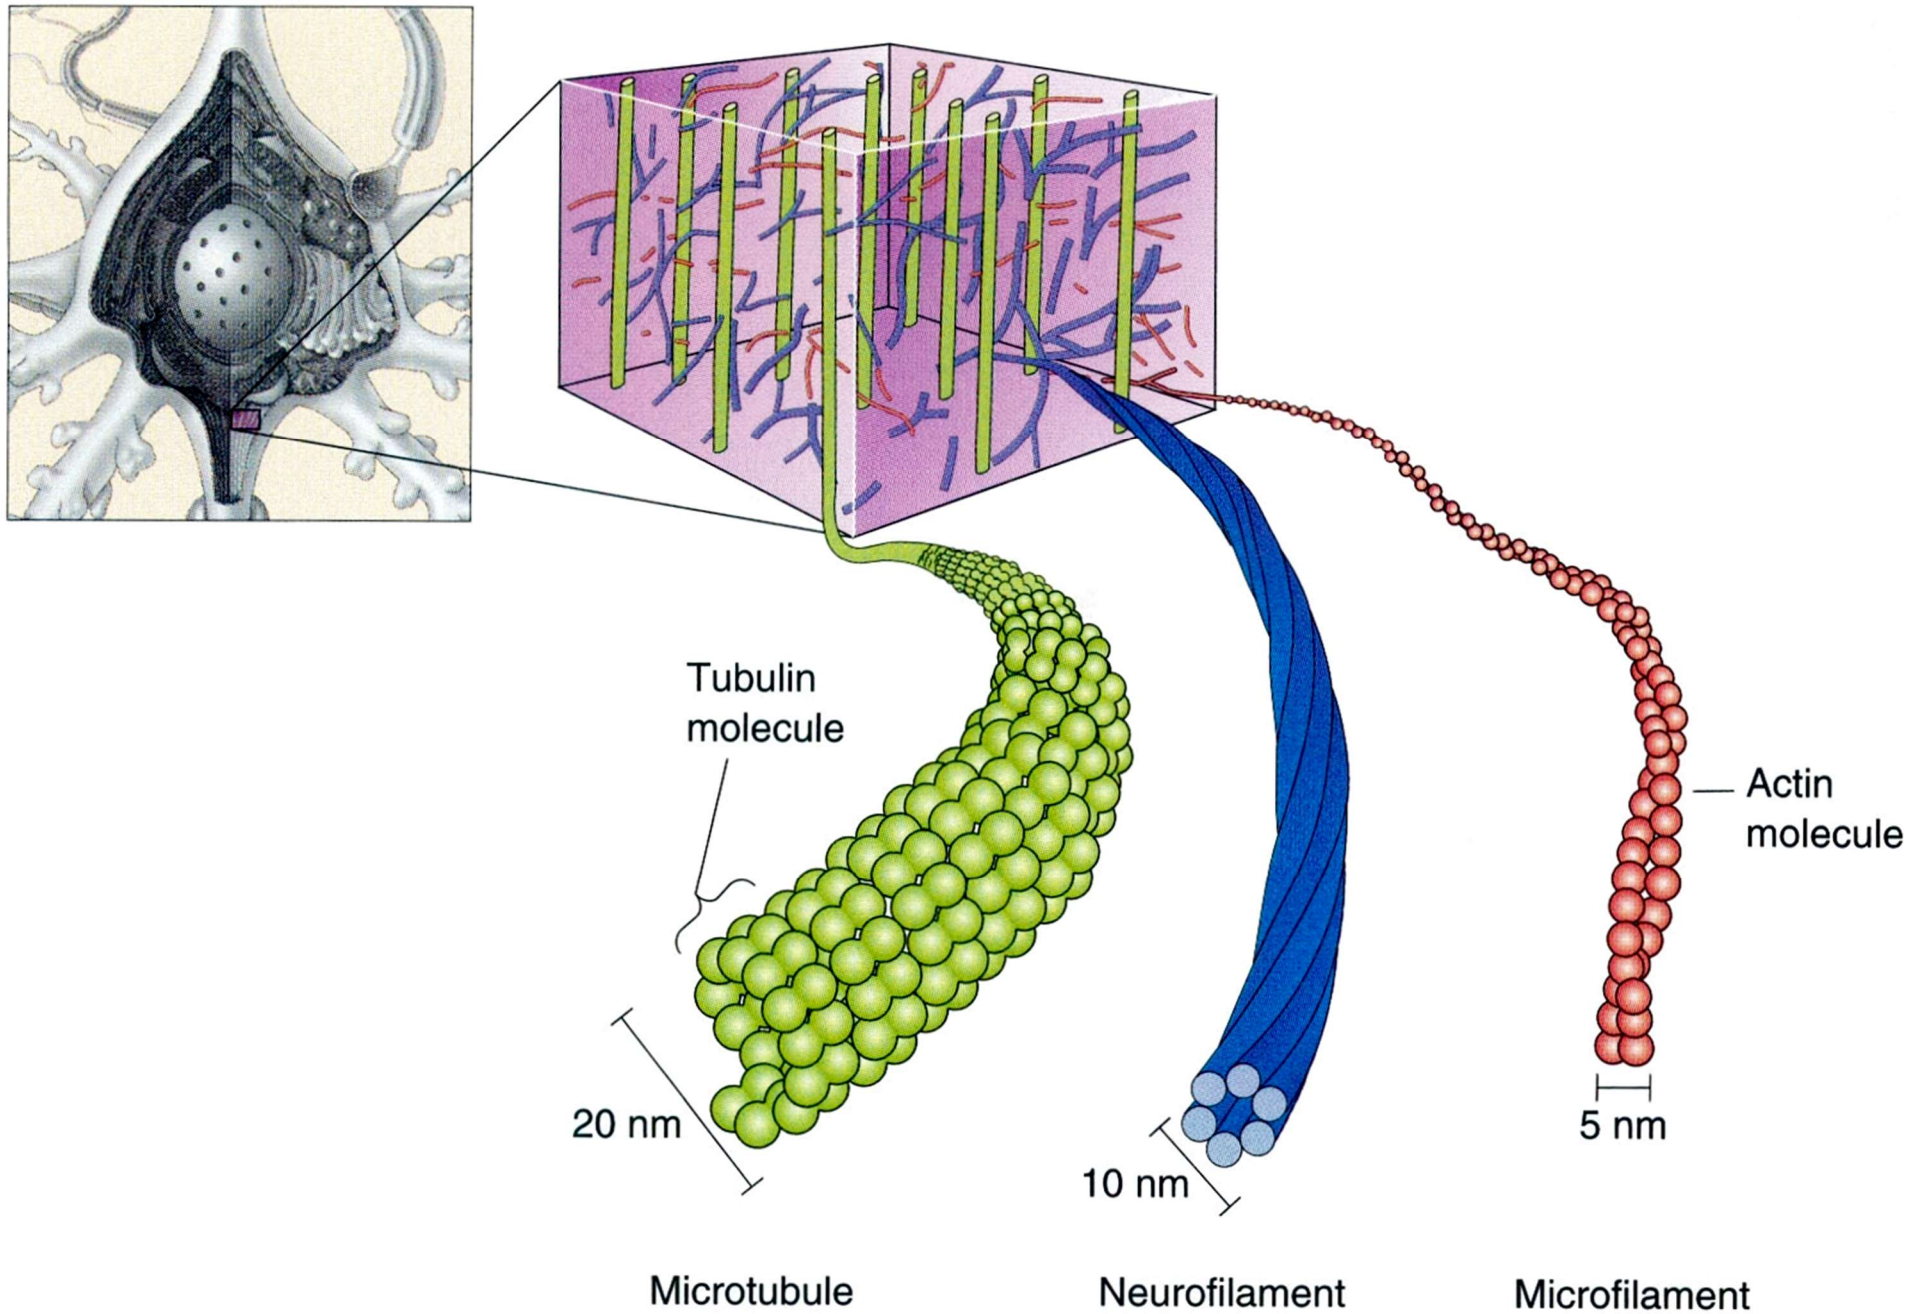 Tubulin
molecule
Actin
molecule
20 nm
10 nm
5 nm
Microtubule
Neurofilament
Microfilament